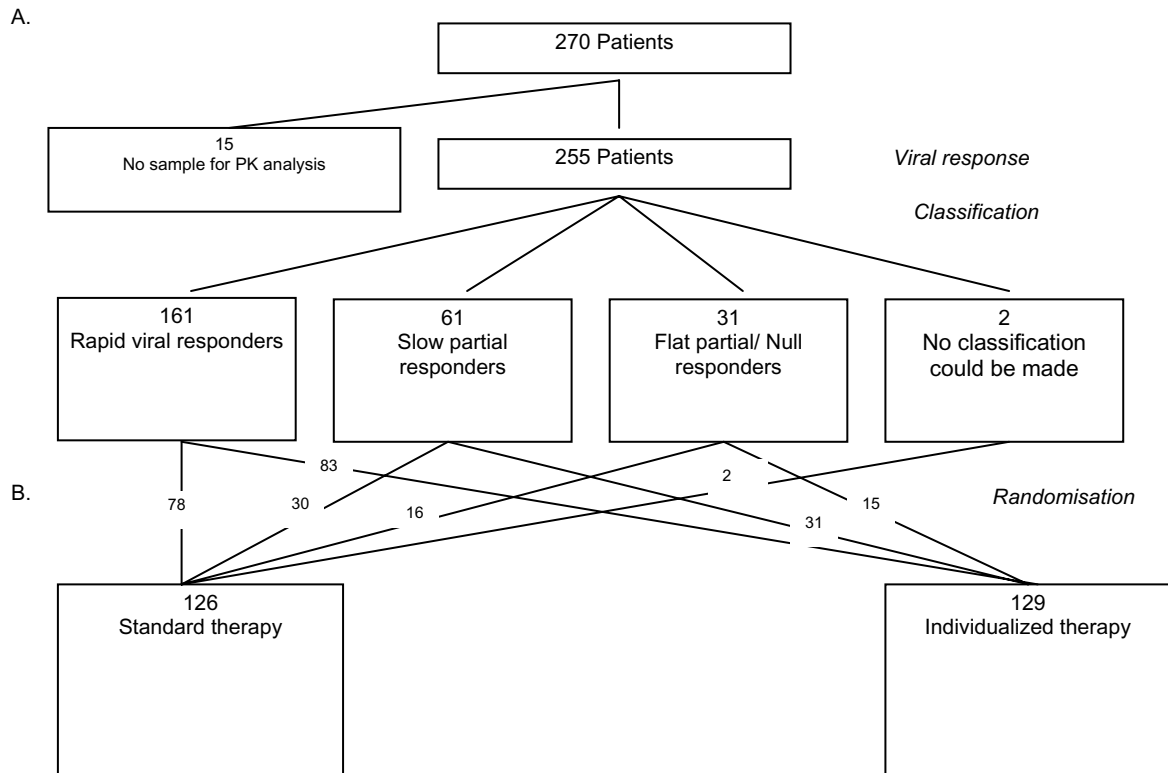 A.
270 Patients
15
No sample for PK analysis
255 Patients
Viral response
Classification
161
Rapid viral responders
61
Slow partial
responders
31
Flat partial/ Null
responders
2
No classification
could be made
83
2
B.
78
30
16
31
15
Randomisation
126
Standard therapy
129
Individualized therapy